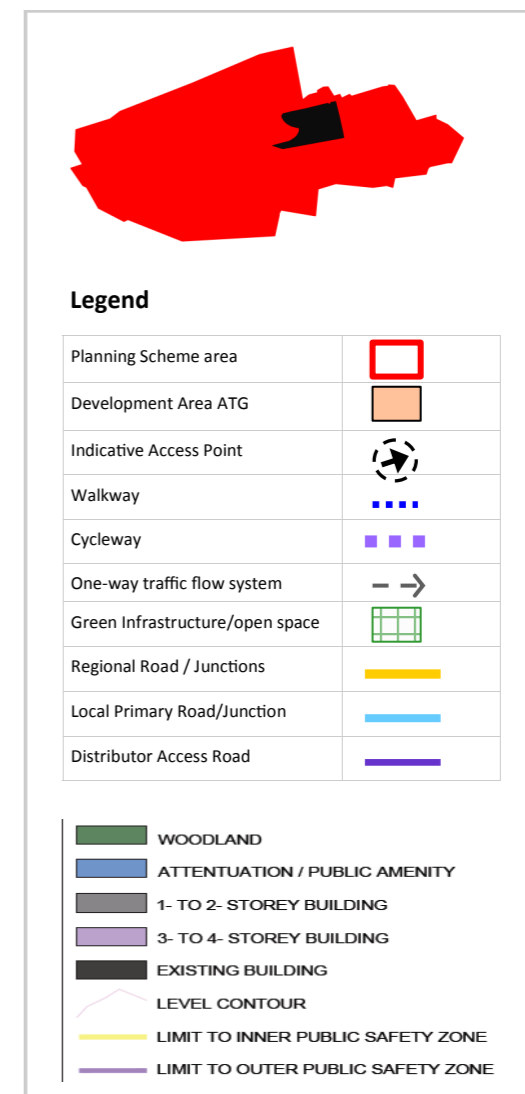 Legend
Planning Scheme area
Development Area ATG
Indicative Access Point
Walkway
Cycleway
One-way traffic flow system
Green Infrastructure/open space
Regional Road / Junctions
Local Primary Road/Junction
Distributor Access Road
WOODLAND
ATTENTUATION / PUBLIC AMENITY
1- TO 2- STOREY BUILDING
3- TO 4- STOREY BUILDING
EXISTING BUILDING
LEVEL CONTOUR
LIMIT TO INNER PUBLIC SAFETY ZONE
LIMIT TO OUTER PUBLIC SAFETY ZONE